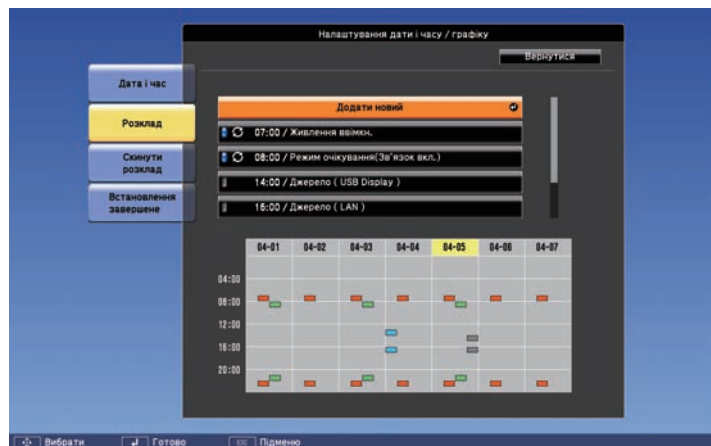 Налаштування дати і часу / графіку
Вернутися
Дата і час
Розклад
Скинути
розклад
Встановлення
завершене
Додати новий
07:00 / Живлення ввімкн.
08:00 / Режим очікування(Зв'язок вкл.)
14:00 / Джерело ( USB Display )
16:00 / Джерело ( LAN )
04-01 04-02 04-03 04-04 04-05 04-06 04-07
04:00
08:00
12:00
16:00
20:00
Вибрати Готово Esc Підменю